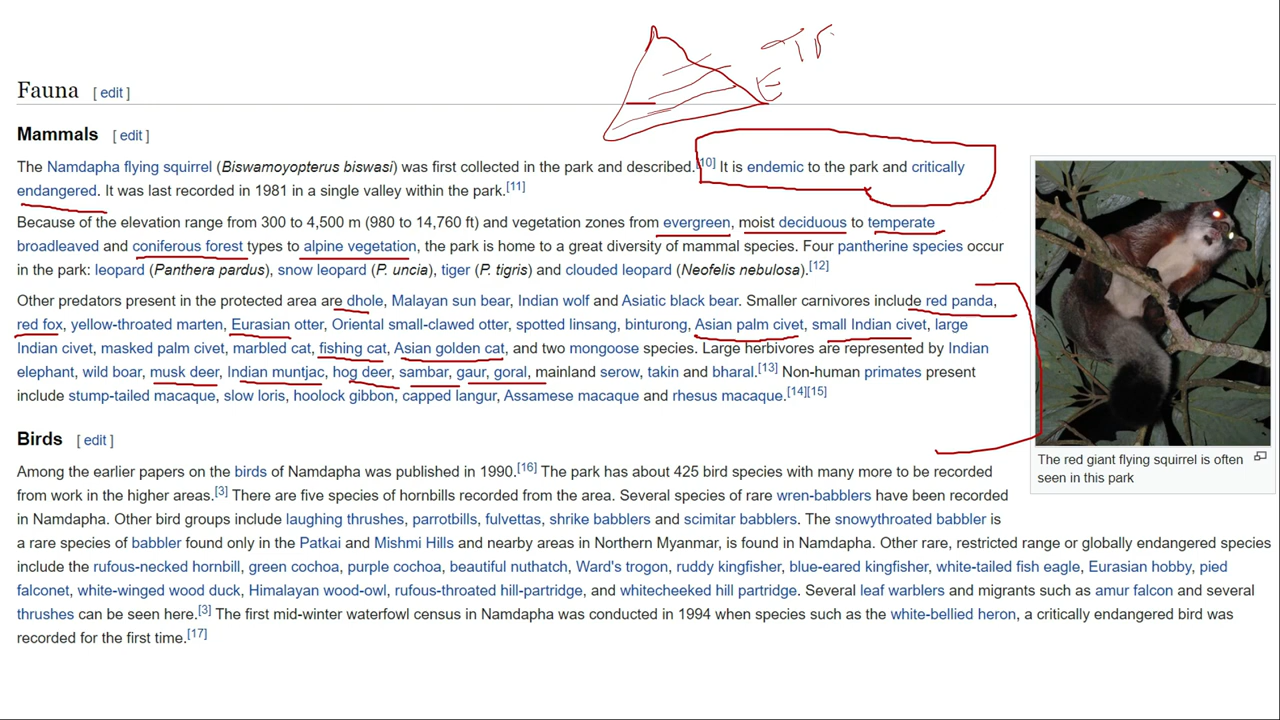 Fauna [ edit ]
Mammals [ edit ]
The Namdapha flying squirrel (Biswamoyopterus biswasi) was first collected in the park and described.[10] It is endemic to the park and critically
endangered. It was last recorded in 1981 in a single valley within the park.[11]
Because of the elevation range from 300 to 4,500 m (980 to 14,760 ft) and vegetation zones from evergreen, moist deciduous to temperate
broadleaved and coniferous forest types to alpine vegetation, the park is home to a great diversity of mammal species. Four pantherine species occur
in the park: leopard (Panthera pardus), snow leopard (P. uncia), tiger (P. tigris) and clouded leopard (Neofelis nebulosa).[12]
Other predators present in the protected area are dhole, Malayan sun bear, Indian wolf and Asiatic black bear. Smaller carnivores include red panda,
red fox, yellow-throated marten, Eurasian otter, Oriental small-clawed otter, spotted linsang, binturong, Asian palm civet, small Indian civet, large
Indian civet, masked palm civet, marbled cat, fishing cat, Asian golden cat, and two mongoose species. Large herbivores are represented by Indian
elephant, wild boar, musk deer, Indian muntjac, hog deer, sambar, gaur, goral, mainland serow, takin and bharal.[13] Non-human primates present
include stump-tailed macaque, slow loris, hoolock gibbon, capped langur, Assamese macaque and rhesus macaque.[14][15]
Birds [ edit ]
Among the earlier papers on the birds of Namdapha was published in 1990.[16] The park has about 425 bird species with many more to be recorded
from work in the higher areas.[3] There are five species of hornbills recorded from the area. Several species of rare wren-babblers have been recorded
in Namdapha. Other bird groups include laughing thrushes, parrotbills, fulvettas, shrike babblers and scimitar babblers. The snowythroated babbler is
a rare species of babbler found only in the Patkai and Mishmi Hills and nearby areas in Northern Myanmar, is found in Namdapha. Other rare, restricted range or globally endangered species
include the rufous-necked hornbill, green cochoa, purple cochoa, beautiful nuthatch, Ward's trogon, ruddy kingfisher, blue-eared kingfisher, white-tailed fish eagle, Eurasian hobby, pied
falconet, white-winged wood duck, Himalayan wood-owl, rufous-throated hill-partridge, and whitecheeked hill partridge. Several leaf warblers and migrants such as amur falcon and several
thrushes can be seen here.[3] The first mid-winter waterfowl census in Namdapha was conducted in 1994 when species such as the white-bellied heron, a critically endangered bird was
recorded for the first time.[17]
The red giant flying squirrel is often
seen in this park